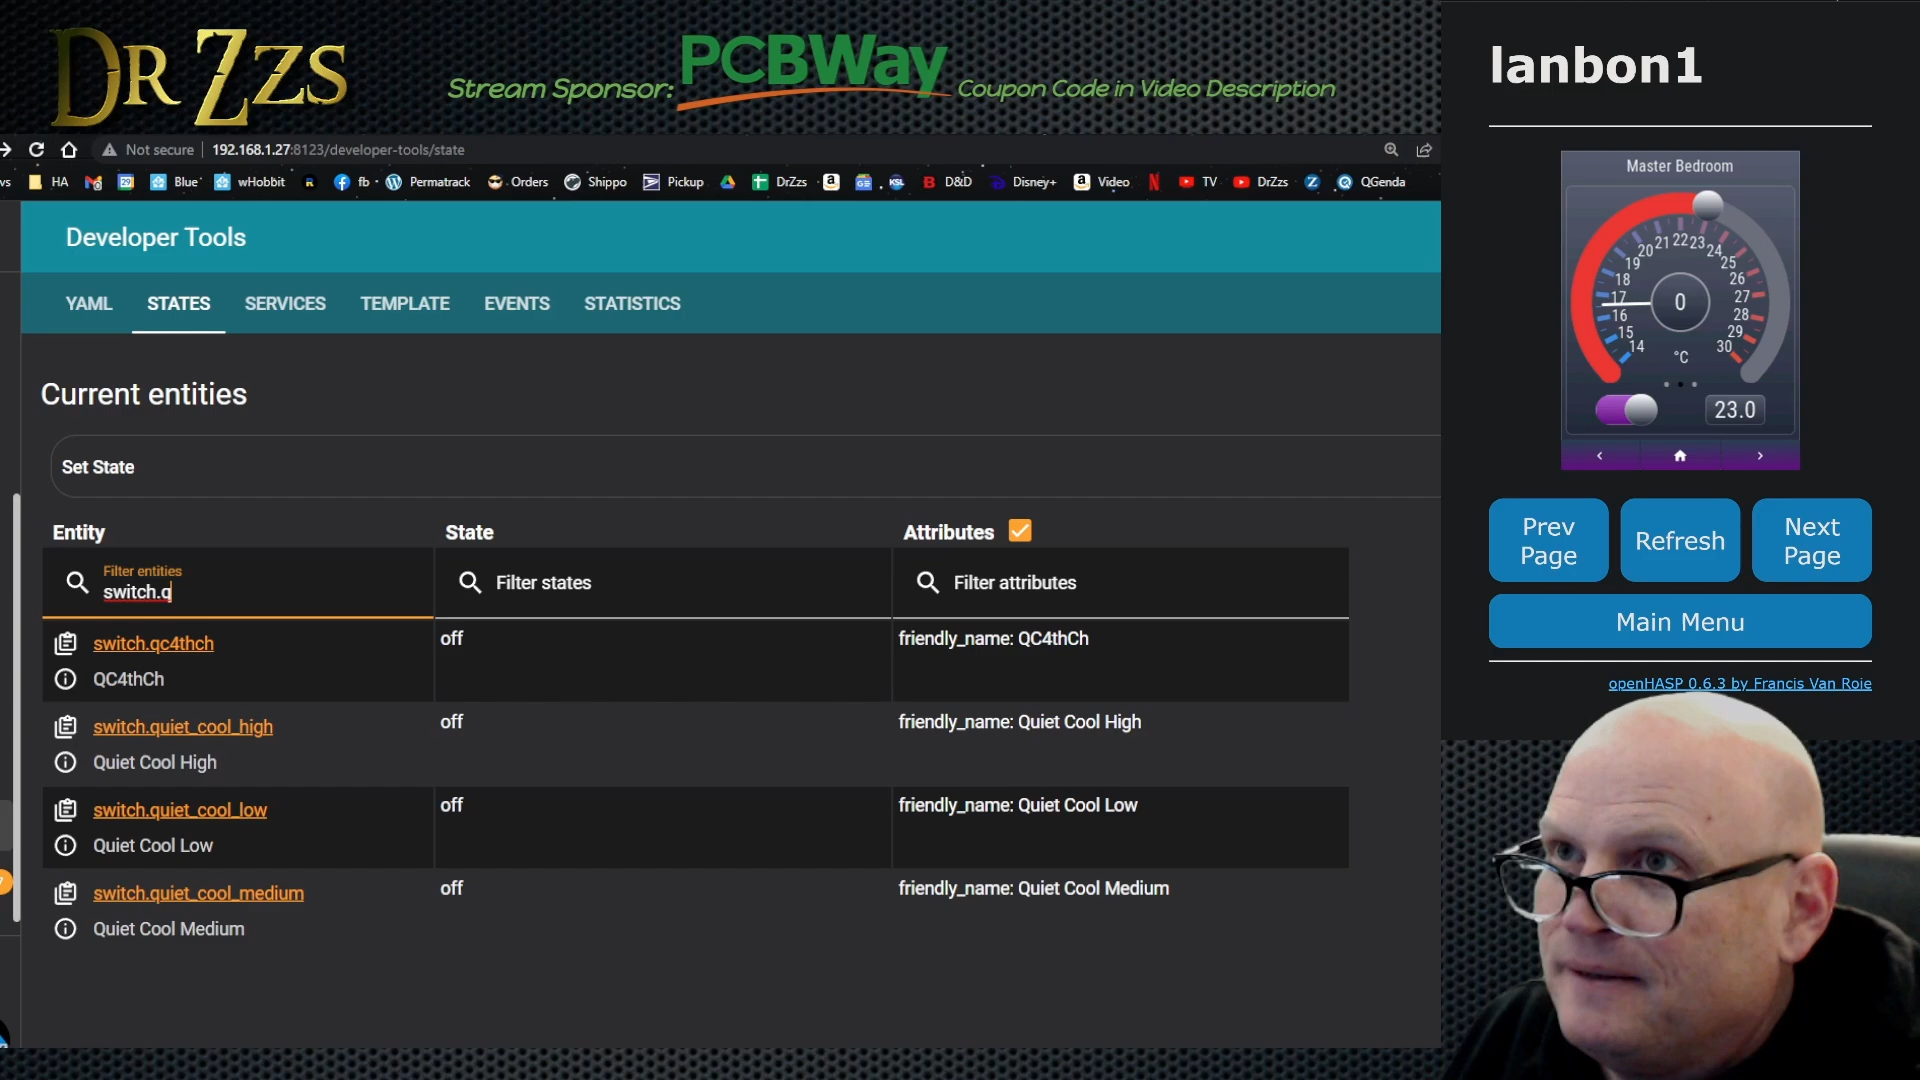 DR ZZS
Stream Sponsor: PCBWay Coupon Code in Video Description
Not secure 192.168.1.27:8123/developer-tools/state
vs HA 31 Blue wHobbit R fb Permatrack Orders Shippo Pickup DrZzs a GE KSL B D&D Disney+ a Video N TV DrZzs Z QGenda
Developer Tools
YAML STATES SERVICES TEMPLATE EVENTS STATISTICS
Current entities
Set State
Entity State Attributes
Filter entities
switch.q
Filter states
Filter attributes
switch.qc4thch off friendly_name: QC4thCh
QC4thCh
switch.quiet_cool_high off friendly_name: Quiet Cool High
Quiet Cool High
switch.quiet_cool_low off friendly_name: Quiet Cool Low
Quiet Cool Low
switch.quiet_cool_medium off friendly_name: Quiet Cool Medium
Quiet Cool Medium
lanbon1
Master Bedroom
14 15 16 17 18 19 20 21 22 23 24 25 26 27 28 29 30
0
°C
23.0
Prev Page
Refresh
Next Page
Main Menu
openHASP 0.6.3 by Francis Van Roie